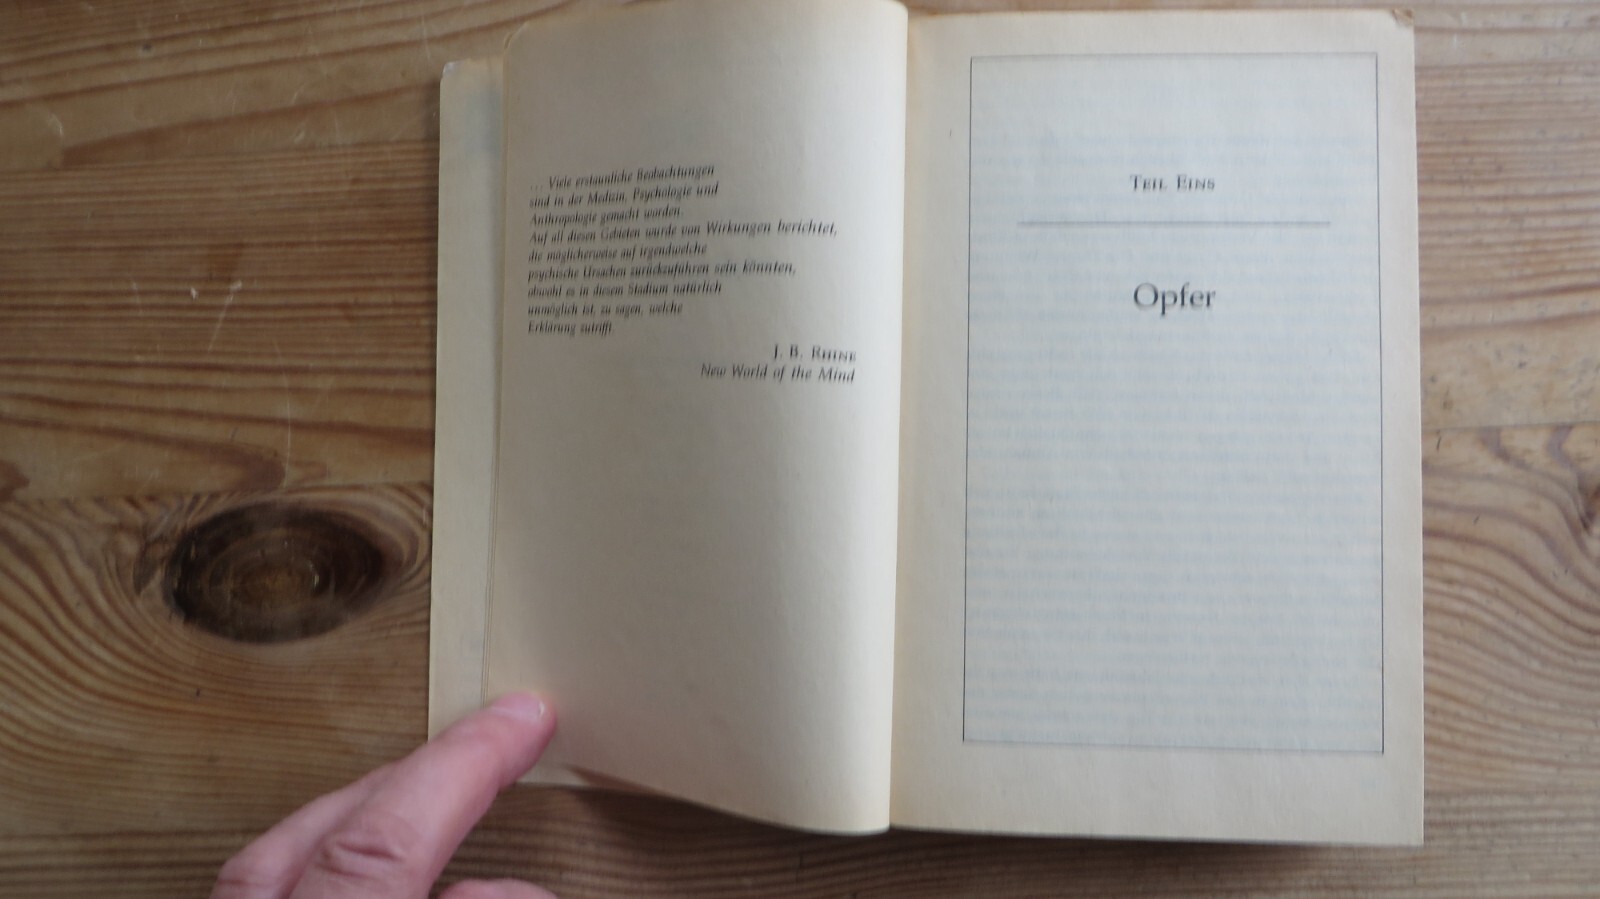 ... Viele erstaunliche Beobachtungen
sind in der Medizin, Psychologie und
Anthropologie gemacht worden.
Auf all diesen Gebieten wurde von Wirkungen berichtet,
die möglicherweise auf irgendwelche
psychische Ursachen zurückzuführen sein könnten,
obwohl es in diesem Stadium natürlich
unmöglich ist, zu sagen, welche
Erklärung zutrifft.
J. B. RHINE
New World of the Mind
TEIL EINS
Opfer